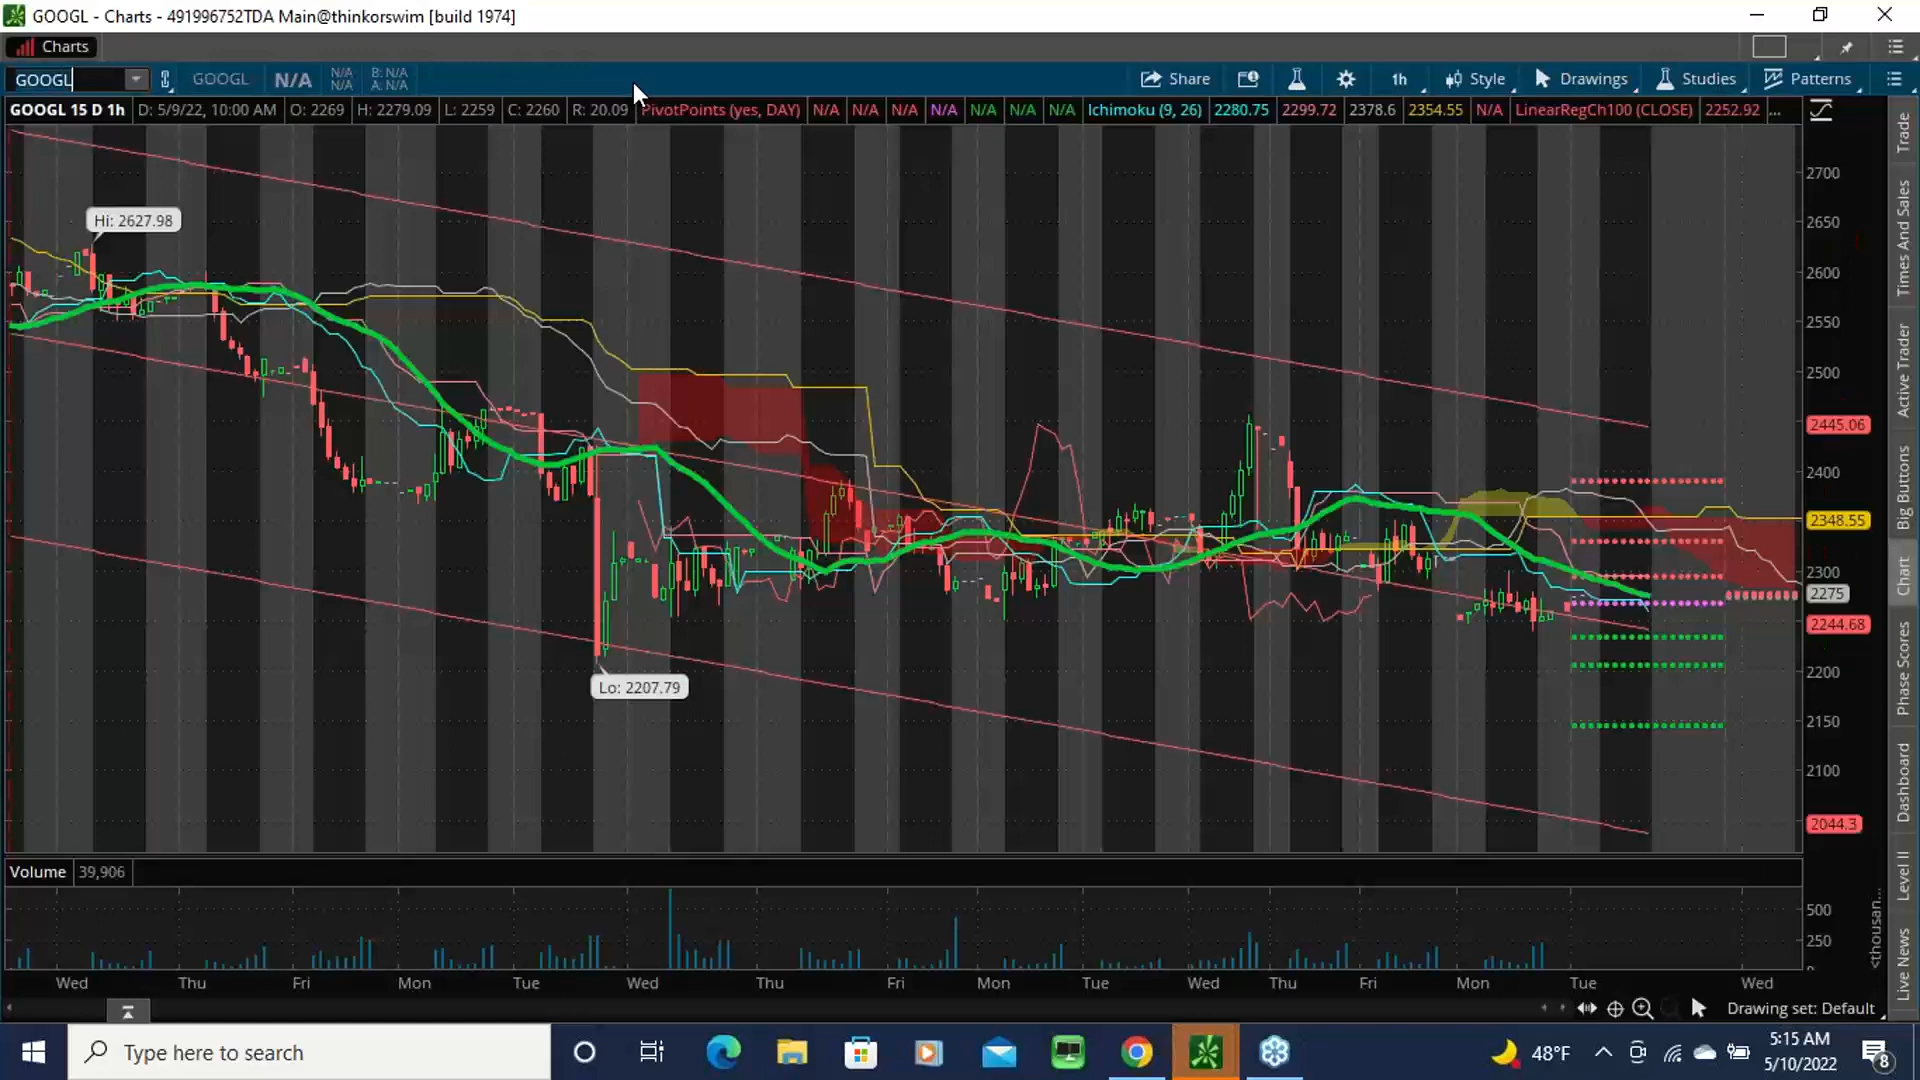 GOOGL - Charts - 491996752TDA Main@thinkorswim [build 1974]
Charts
GOOGL GOOGL N/A N/A N/A B: N/A A: N/A Share 1h Style Drawings Studies Patterns
GOOGL 15 D 1h D: 5/9/22, 10:00 AM O: 2269 H: 2279.09 L: 2259 C: 2260 R: 20.09 PivotPoints (yes, DAY) N/A N/A N/A N/A N/A N/A N/A Ichimoku (9, 26) 2280.75 2299.72 2378.6 2354.55 N/A LinearRegCh100 (CLOSE) 2252.92 ...
Hi: 2627.98
Lo: 2207.79
2700
2650
2600
2550
2500
2445.06
2400
2348.55
2300
2275
2244.68
2200
2150
2100
2044.3
Trade
Times And Sales
Active Trader
Big Buttons
Chart
Phase Scores
Dashboard
Level II
Live News
Volume 39,906
500
250
<thousan...
Wed Thu Fri Mon Tue Wed Thu Fri Mon Tue Wed Thu Fri Mon Tue Wed
Drawing set: Default
Type here to search
48°F
5:15 AM
5/10/2022
8